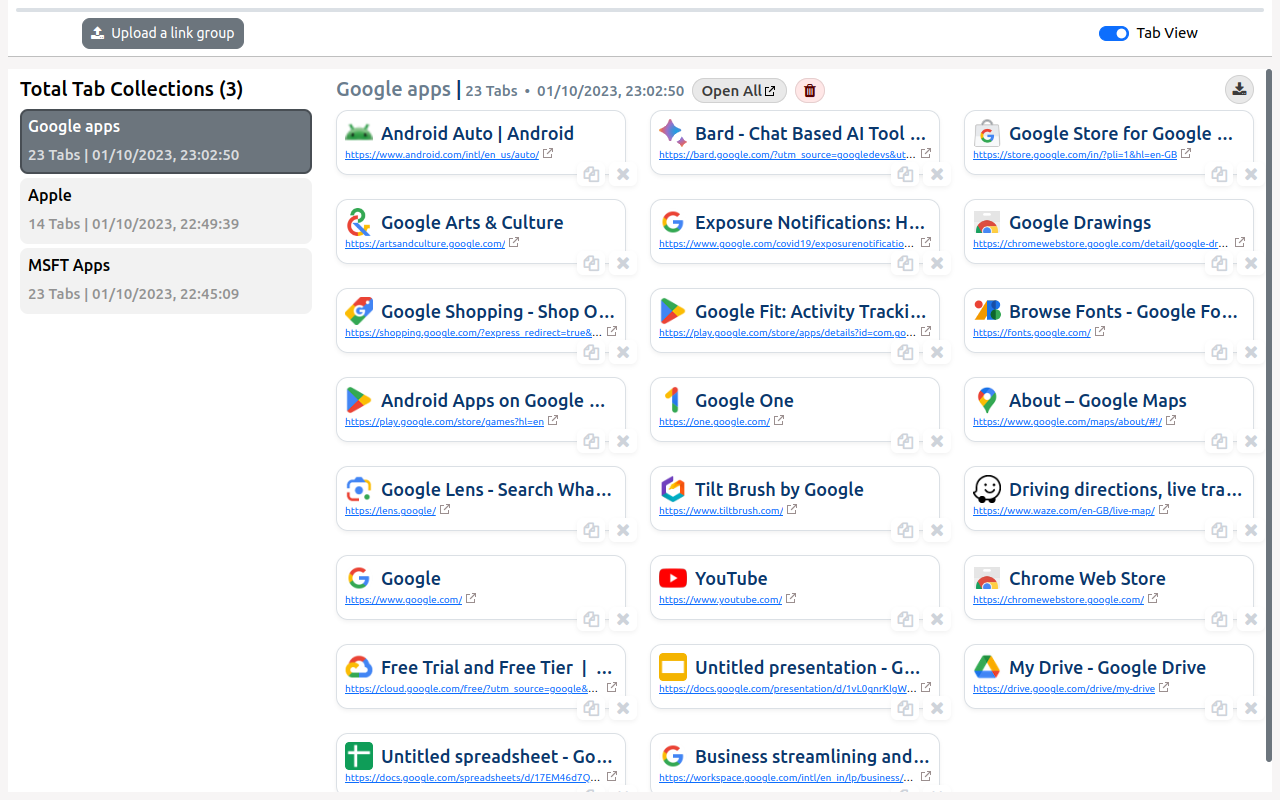 Upload a link group
Tab View
Total Tab Collections (3)
Google apps
23 Tabs | 01/10/2023, 23:02:50
Apple
14 Tabs | 01/10/2023, 22:49:39
MSFT Apps
23 Tabs | 01/10/2023, 22:45:09
Google apps | 23 Tabs • 01/10/2023, 23:02:50 Open All
Android Auto | Android
https://www.android.com/intl/en_us/auto/
Bard - Chat Based AI Tool ...
https://bard.google.com/?utm_source=googledevs&ut...
Google Store for Google ...
https://store.google.com/in/?pli=1&hl=en-GB
Google Arts & Culture
https://artsandculture.google.com/
Exposure Notifications: H...
https://www.google.com/covid19/exposurenotificatio...
Google Drawings
https://chromewebstore.google.com/detail/google-dr...
Google Shopping - Shop O...
https://shopping.google.com/?express_redirect=true&...
Google Fit: Activity Tracki...
https://play.google.com/store/apps/details?id=com.go...
Browse Fonts - Google Fo...
https://fonts.google.com/
Android Apps on Google ...
https://play.google.com/store/games?hl=en
Google One
https://one.google.com/
About – Google Maps
https://www.google.com/maps/about/#!/
Google Lens - Search Wha...
https://lens.google/
Tilt Brush by Google
https://www.tiltbrush.com/
Driving directions, live tra...
https://www.waze.com/en-GB/live-map/
Google
https://www.google.com/
YouTube
https://www.youtube.com/
Chrome Web Store
https://chromewebstore.google.com/
Free Trial and Free Tier | ...
https://cloud.google.com/free/?utm_source=google&...
Untitled presentation - G...
https://docs.google.com/presentation/d/1vL0gnrKlgW...
My Drive - Google Drive
https://drive.google.com/drive/my-drive
Untitled spreadsheet - Go...
https://docs.google.com/spreadsheets/d/17EM46d7Q...
Business streamlining and...
https://workspace.google.com/intl/en_in/lp/business/...